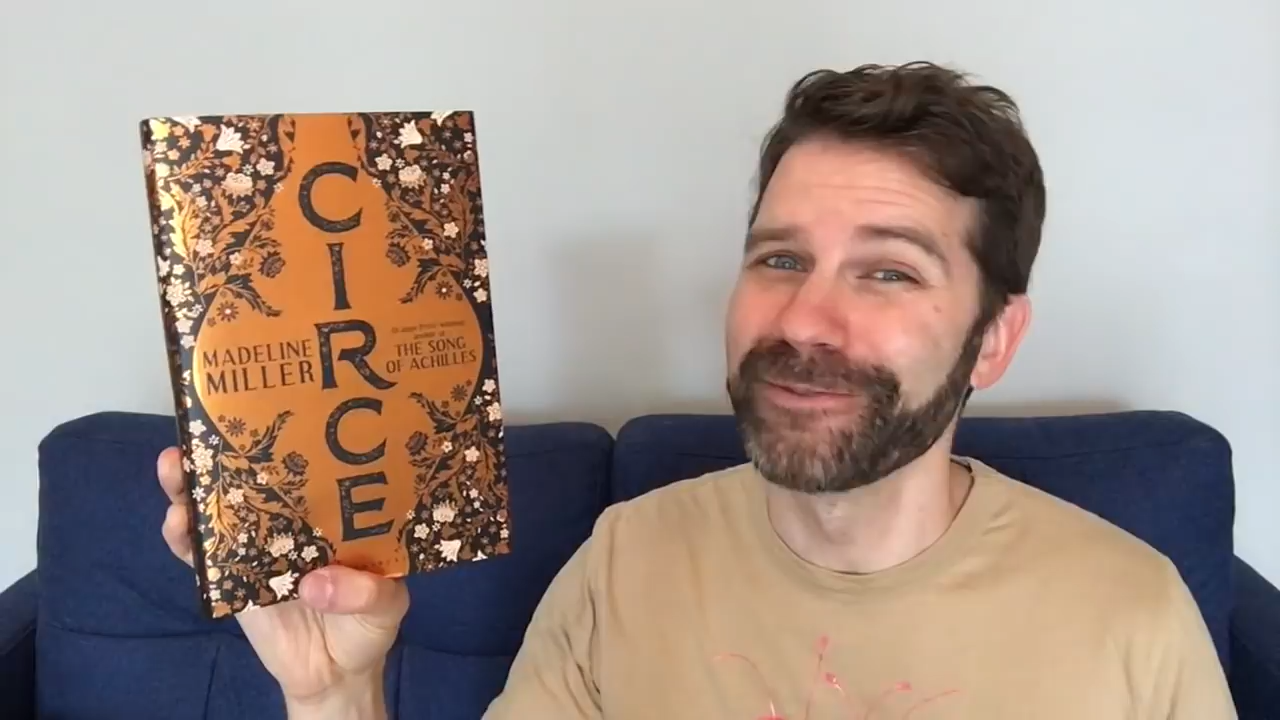 CIRCE
MADELINE
MILLER
THE SONG
OF ACHILLES